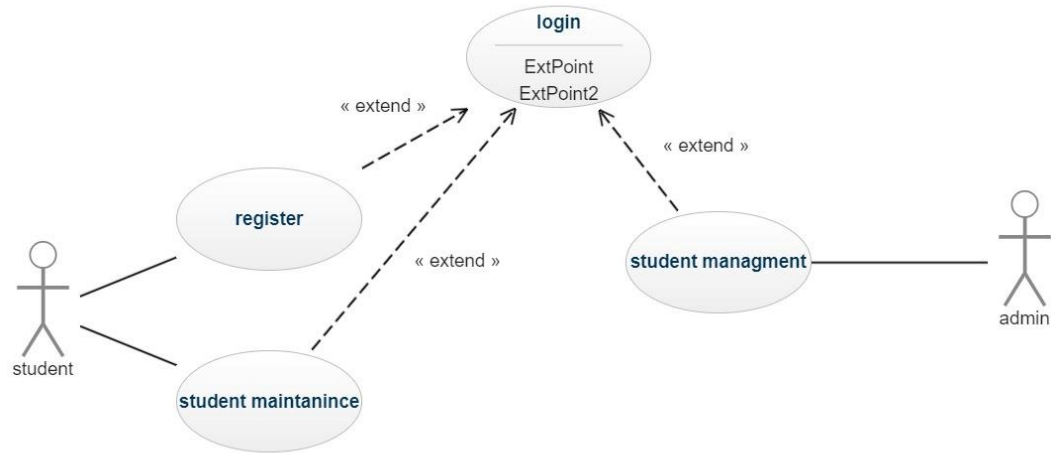 login
ExtPoint
ExtPoint2
« extend »
« extend »
register
« extend »
student managment
student
admin
student maintanince